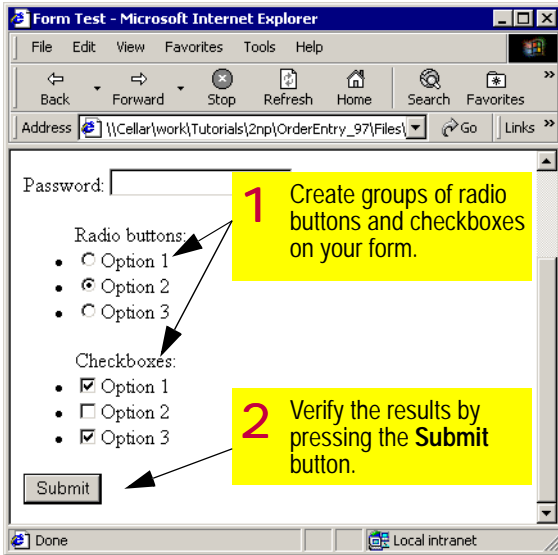 Form Test - Microsoft Internet Explorer
File Edit View Favorites Tools Help
Back Forward Stop Refresh Home Search Favorites »
Address \\Cellar\work\Tutorials\2np\OrderEntry_97\Files\ Go Links »
Password:
1 Create groups of radio
buttons and checkboxes
on your form.
Radio buttons:
• Option 1
• Option 2
• Option 3
Checkboxes:
• Option 1
• Option 2
• Option 3
2 Verify the results by
pressing the Submit
button.
Submit
Done Local intranet